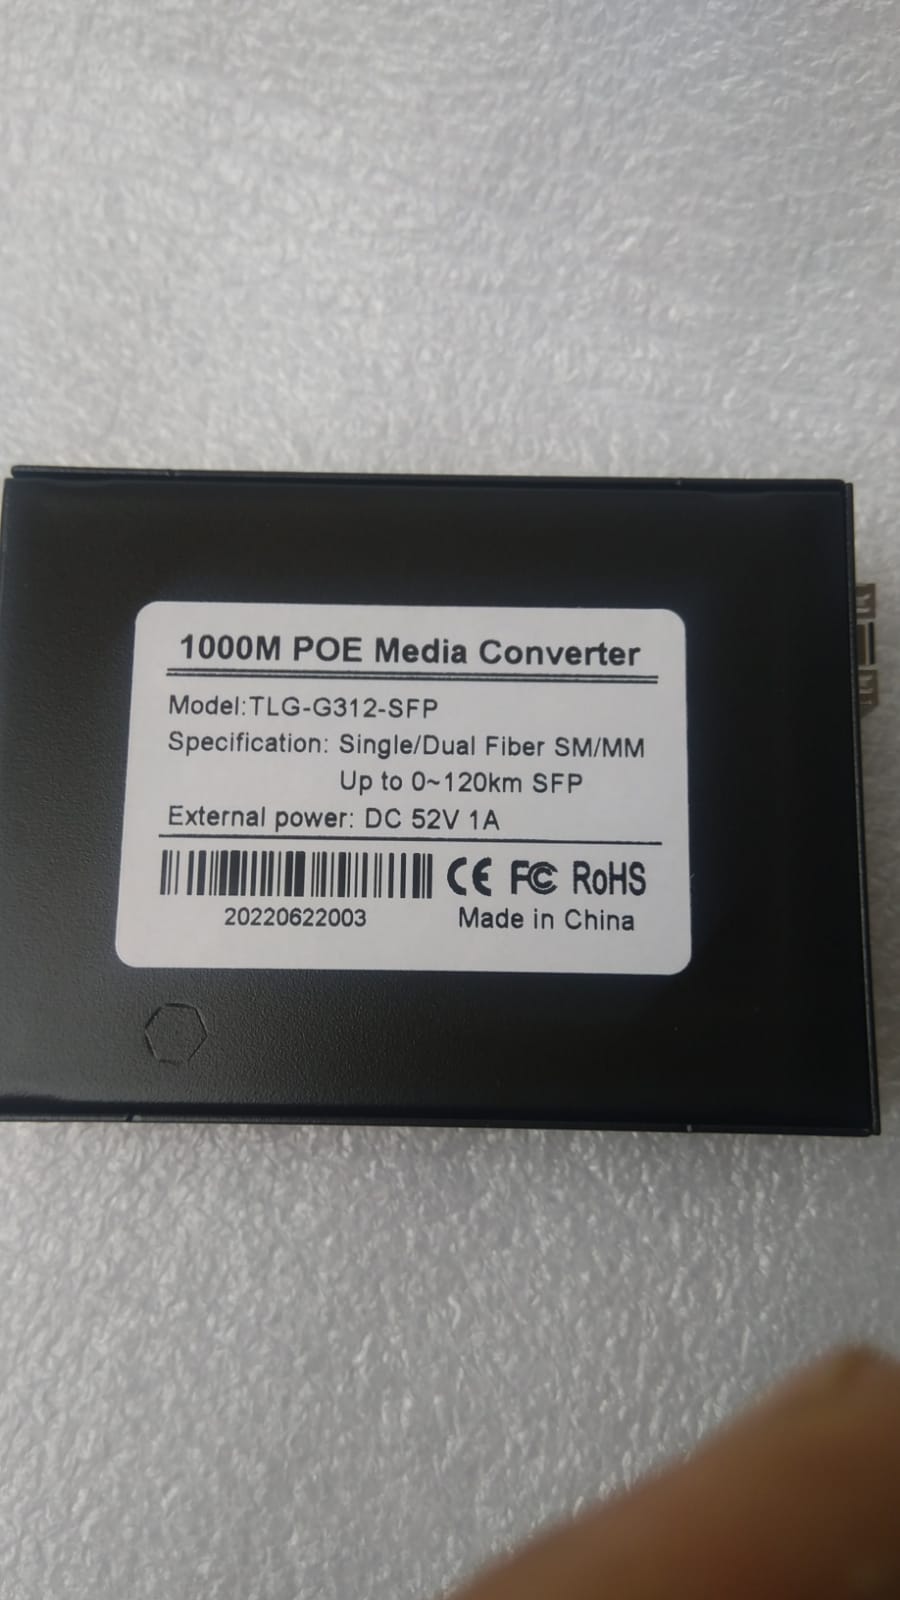 1000M POE Media Converter
Model:TLG-G312-SFP
Specification: Single/Dual Fiber SM/MM
Up to 0~120km SFP
External power: DC 52V 1A
CE FC RoHS
20220622003 Made in China